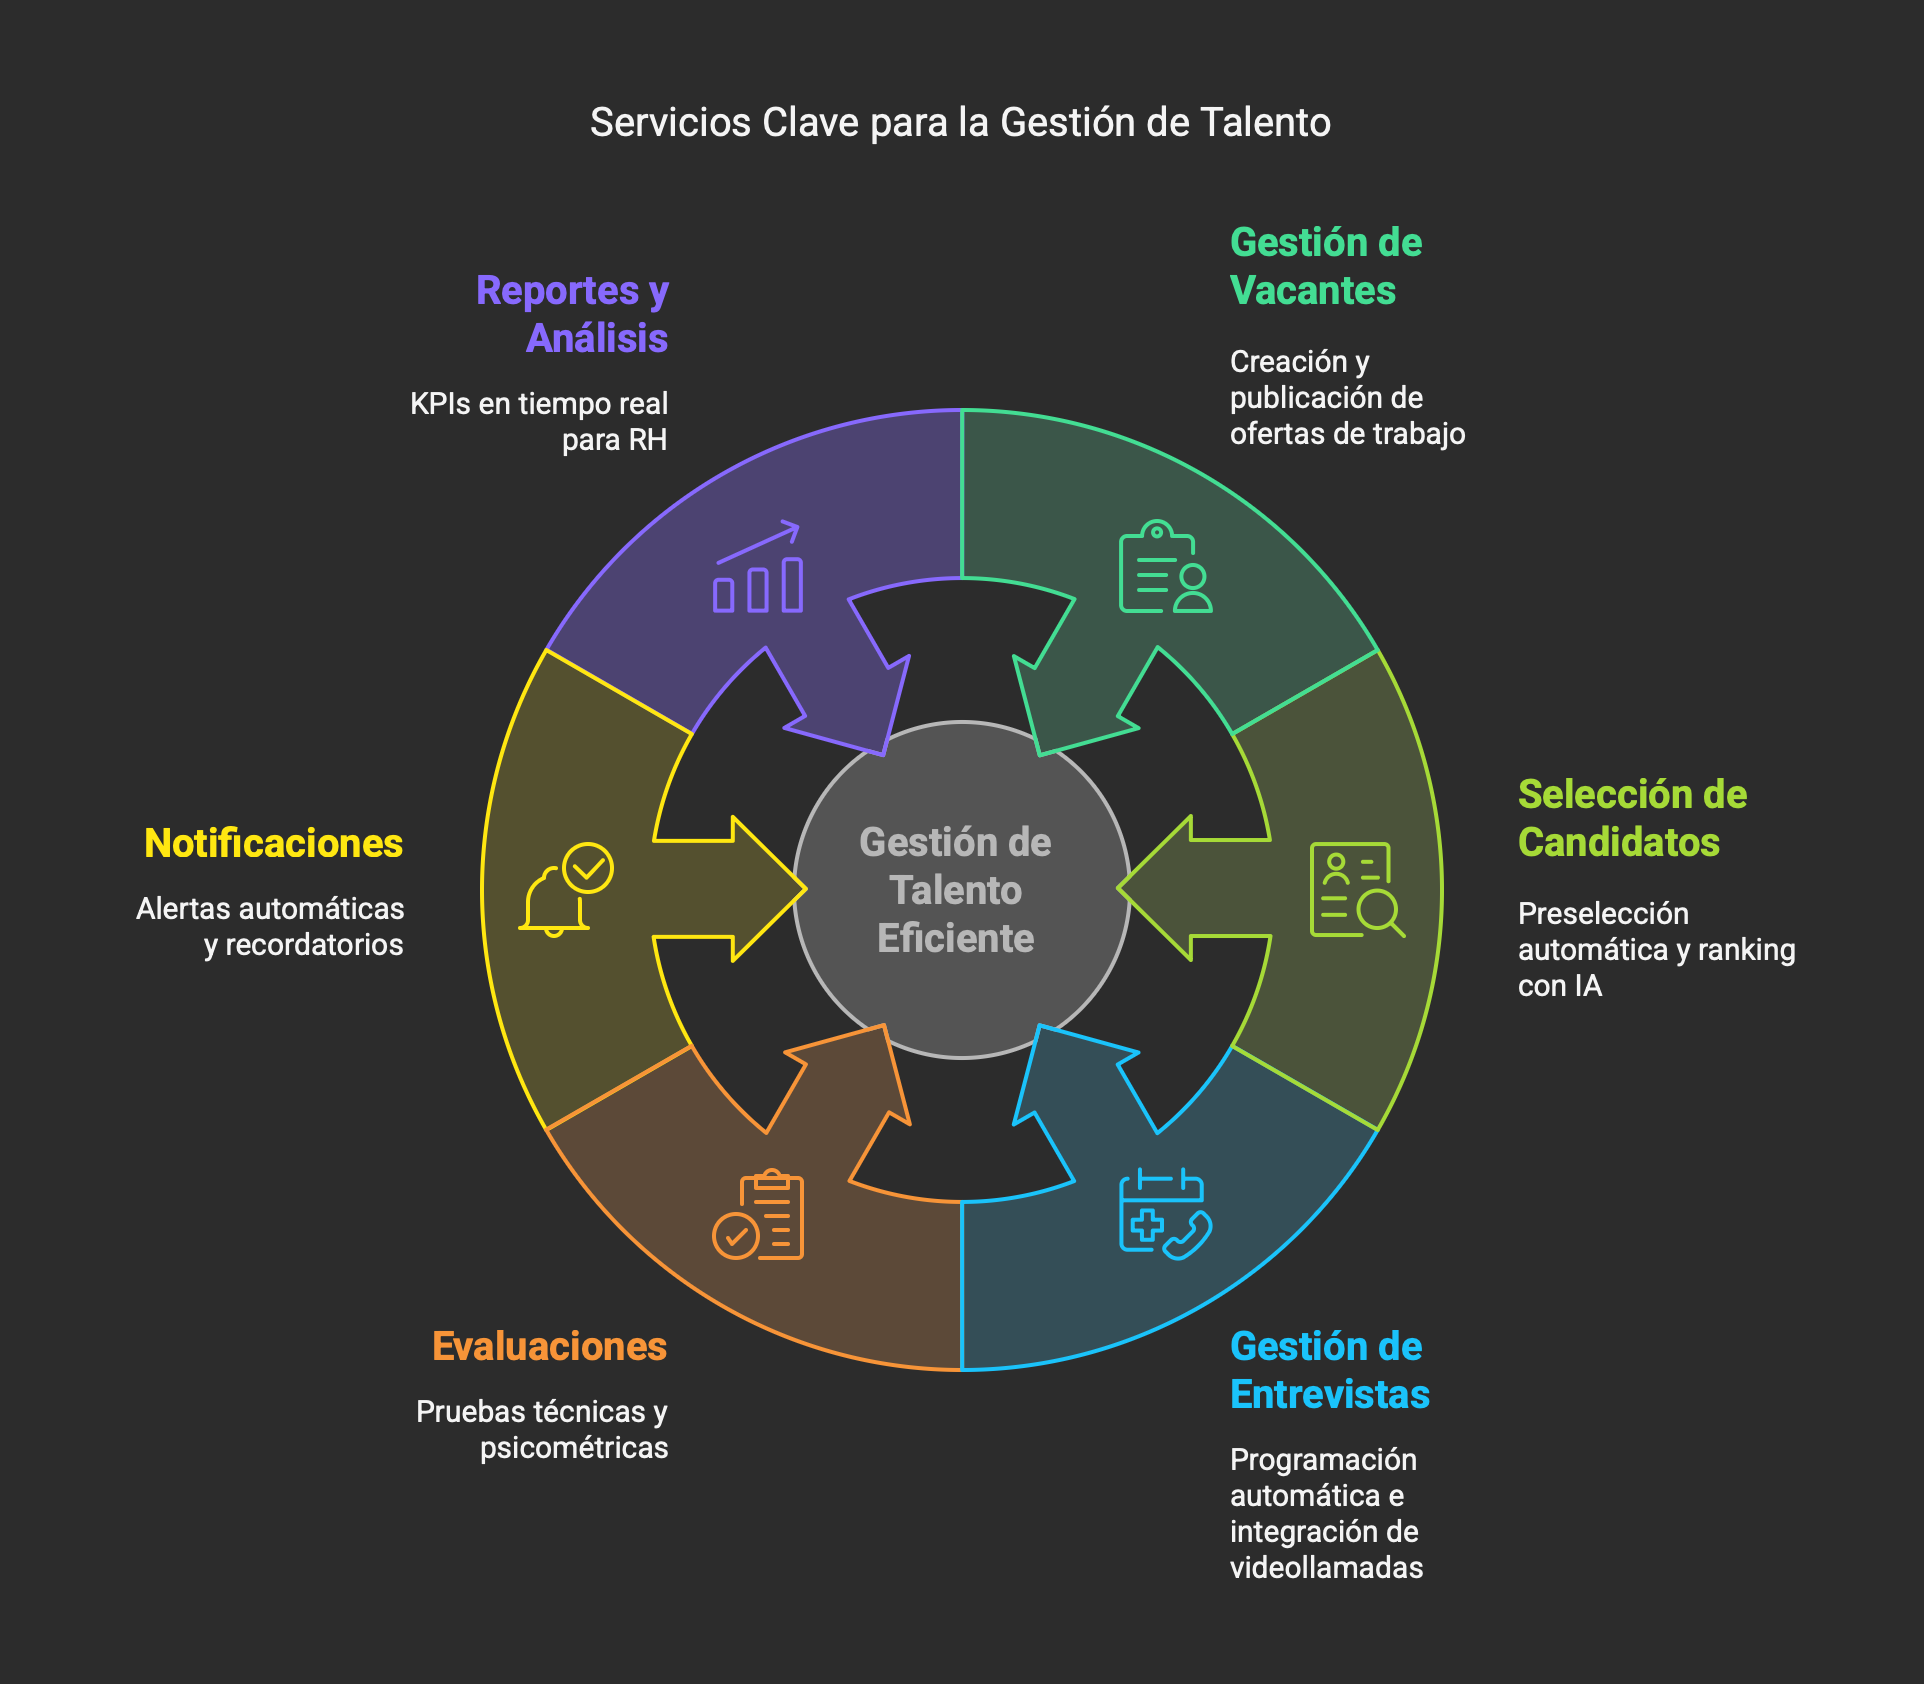 Servicios Clave para la Gestión de Talento
Gestión de
Vacantes
Creación y
publicación de
ofertas de trabajo
Reportes y
Análisis
KPIs en tiempo real
para RH
Selección de
Candidatos
Preselección
automática y ranking
con IA
Notificaciones
Alertas automáticas
y recordatorios
Gestión de
Talento
Eficiente
Evaluaciones
Pruebas técnicas y
psicométricas
Gestión de
Entrevistas
Programación
automática e
integración de
videollamadas